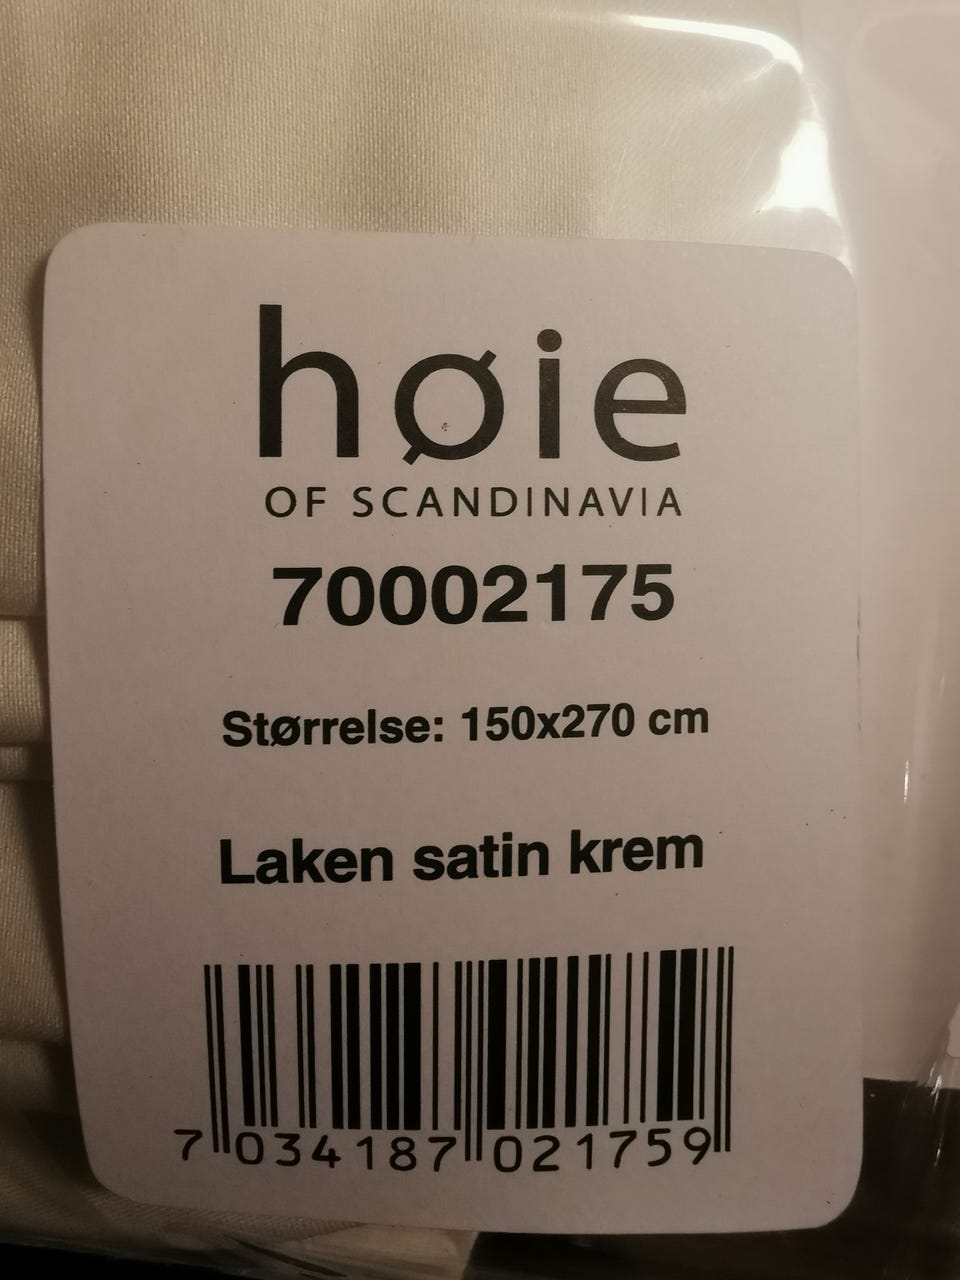 høie
OF SCANDINAVIA
70002175
Størrelse: 150x270 cm
Laken satin krem
7 034187 021759